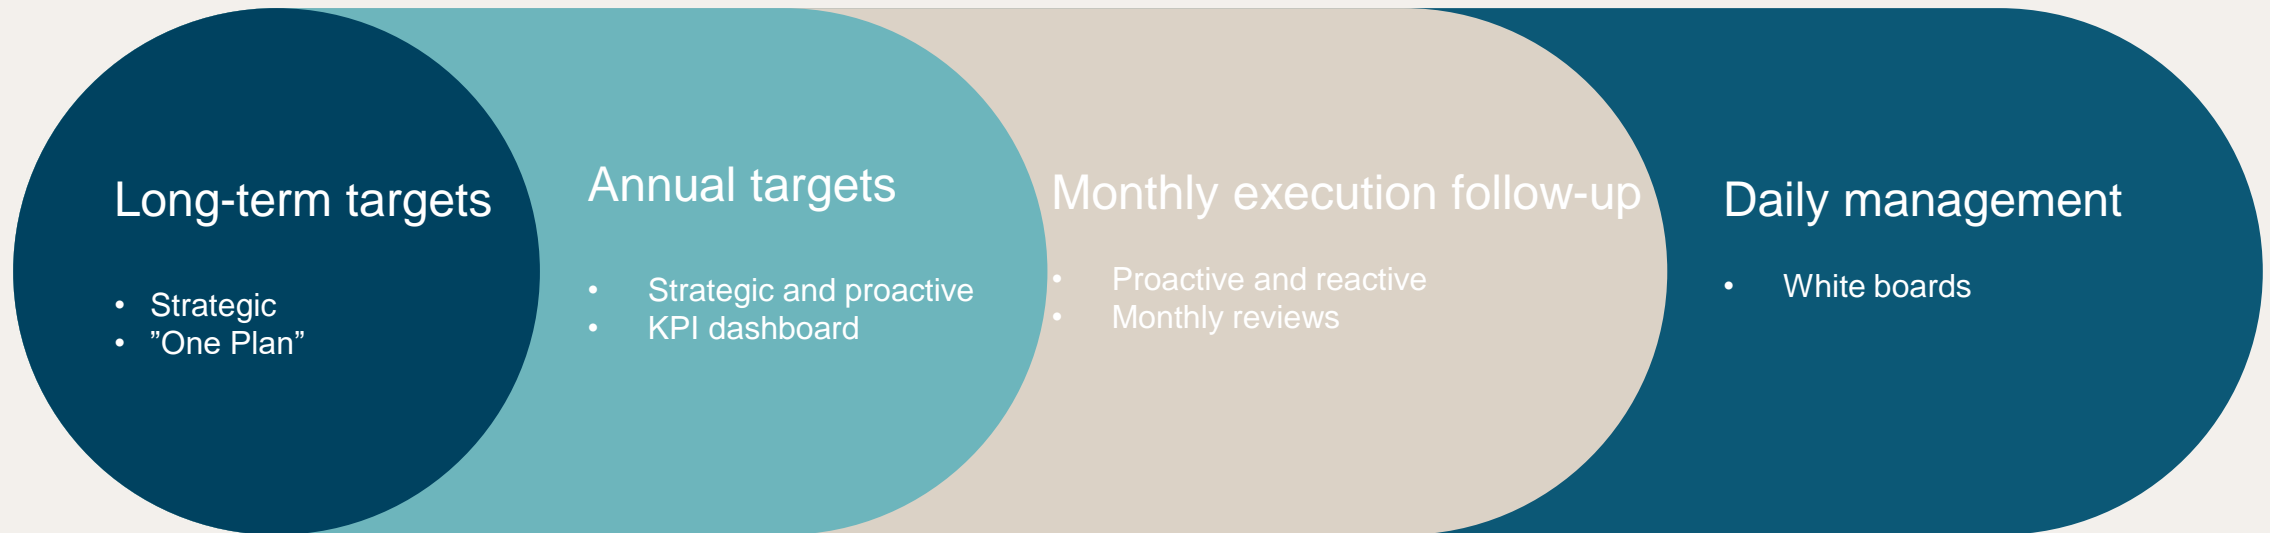 Long-term targets
• Strategic
• ”One Plan”
Annual targets
• Strategic and proactive
• KPI dashboard
Monthly execution follow-up
• Proactive and reactive
• Monthly reviews
Daily management
• White boards